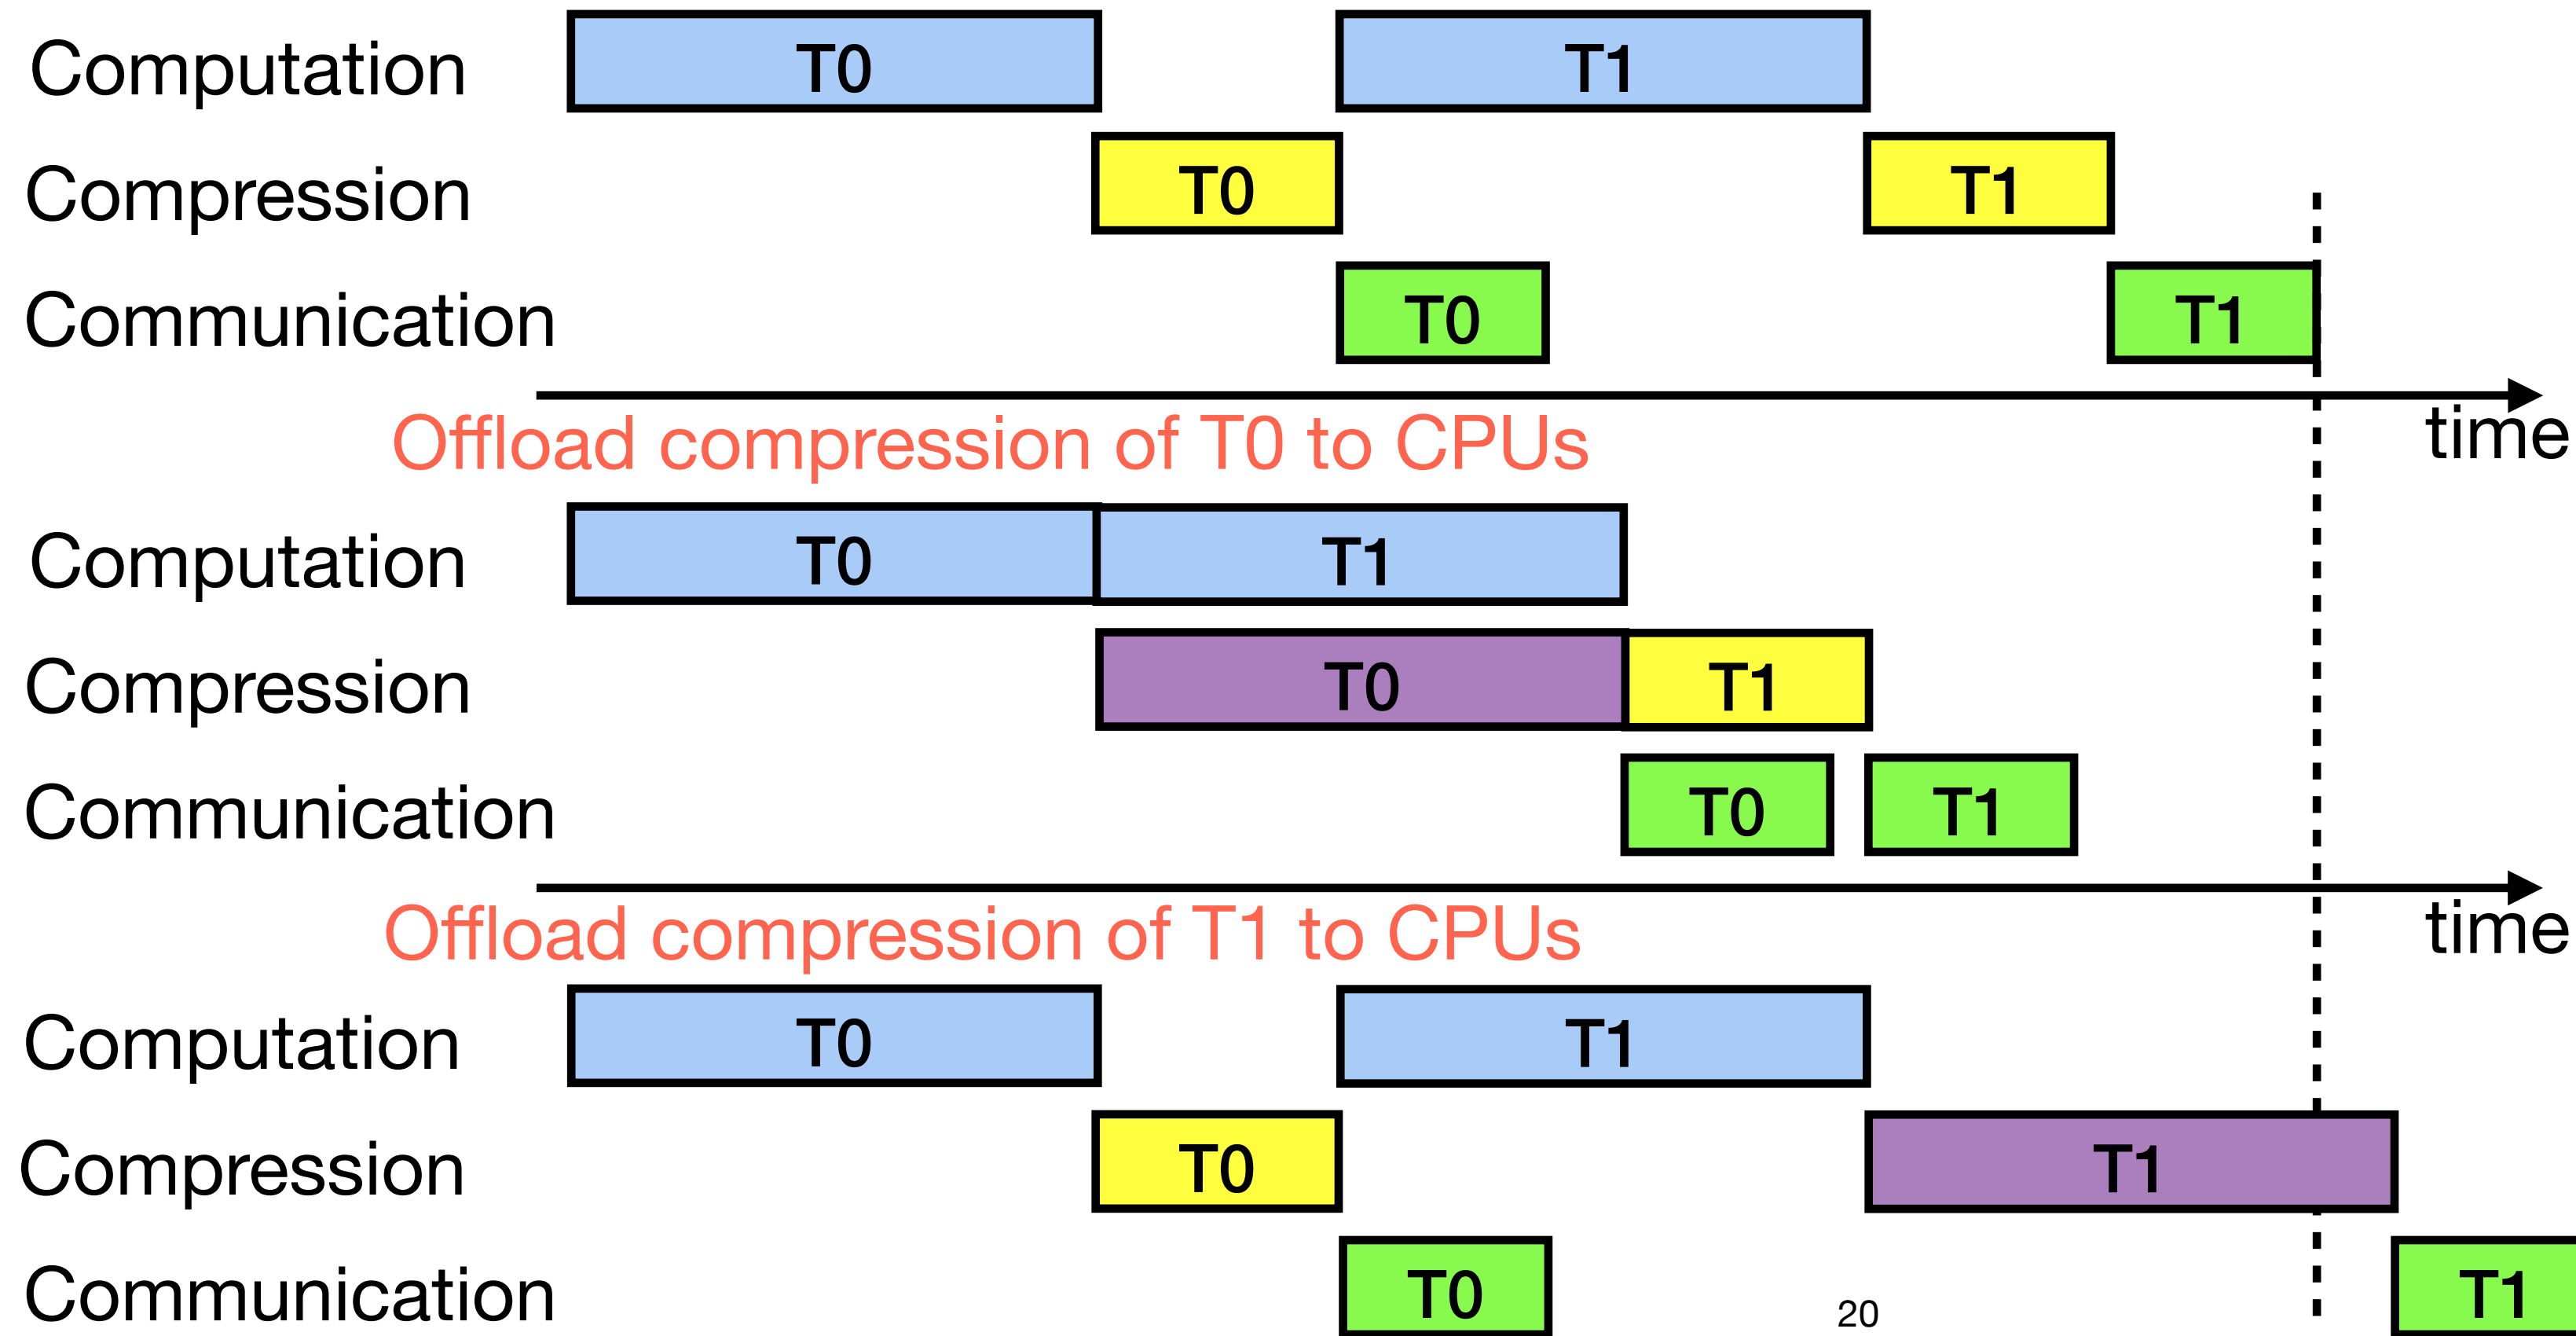 Computation T0 T1
Compression T0 T1
Communication T0 T1
Offload compression of T0 to CPUs time
Computation T0 T1
Compression T0 T1
Communication T0 T1
Offload compression of T1 to CPUs time
Computation T0 T1
Compression T0 T1
Communication T0 T1
20